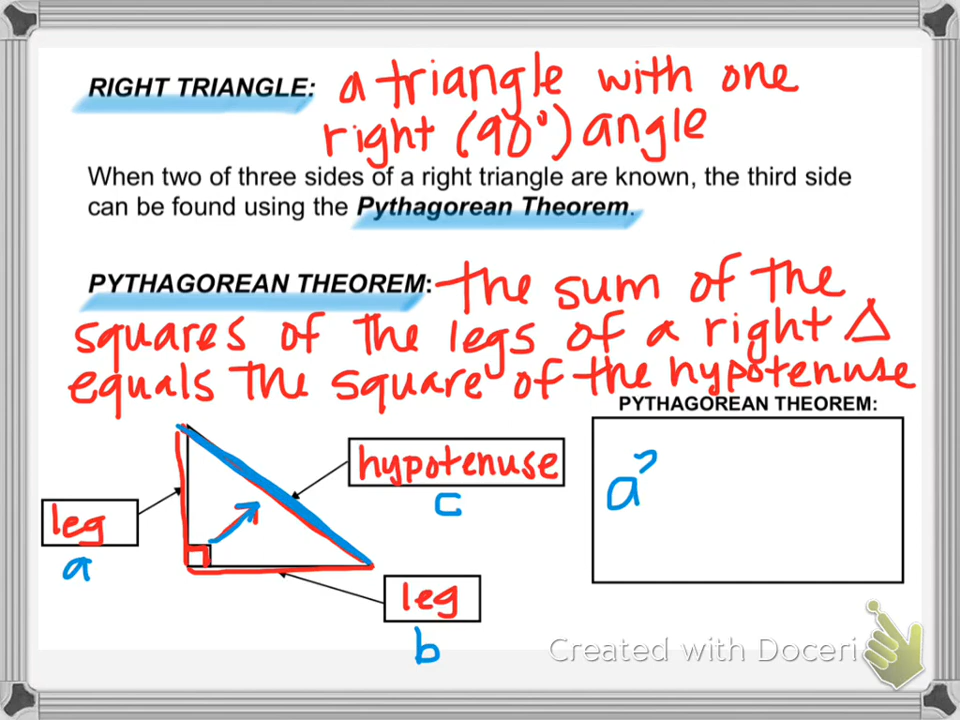 RIGHT TRIANGLE: a triangle with one
right (90°) angle
When two of three sides of a right triangle are known, the third side
can be found using the Pythagorean Theorem.
PYTHAGOREAN THEOREM: the sum of the
squares of the legs of a right △
equals the square of the hypotenuse
PYTHAGOREAN THEOREM:
hypotenuse
c
a²
leg
a
leg
b
Created with Doceri